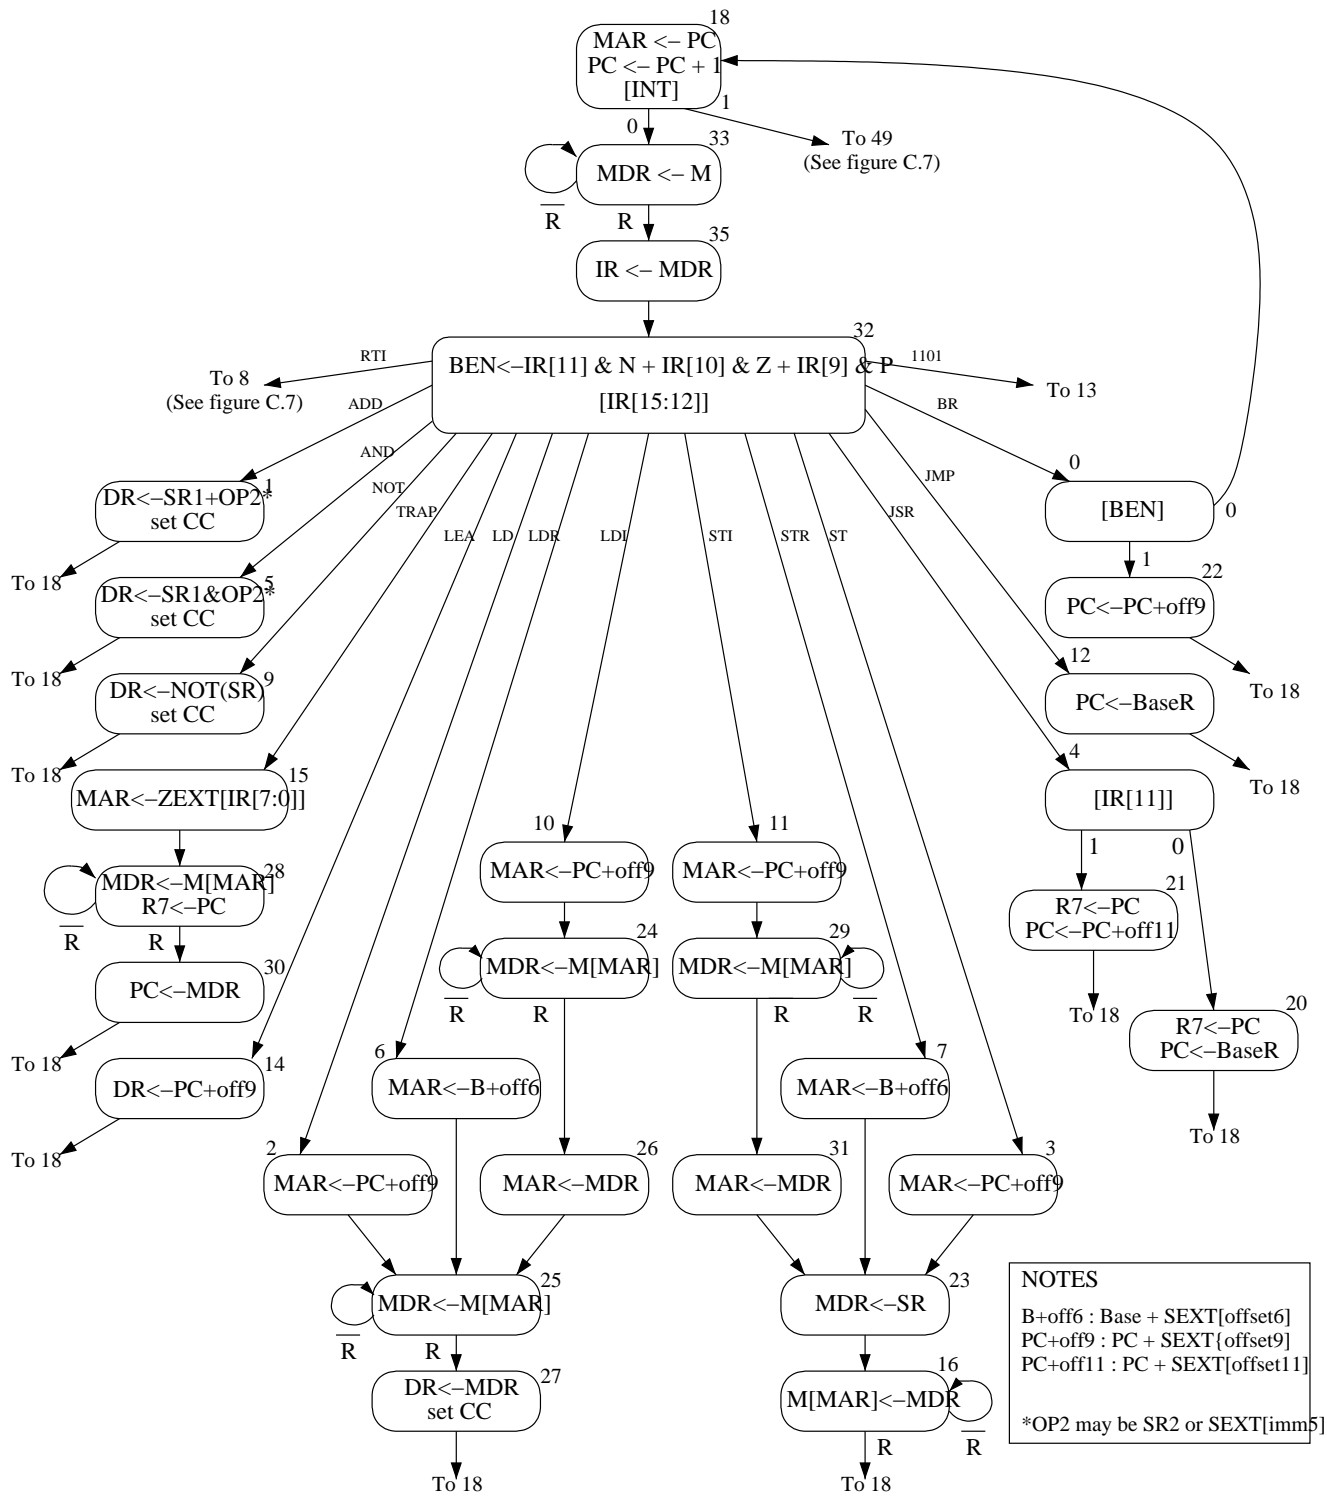 18
MAR <– PC
PC <– PC + 1
[INT]
1
0
To 49
(See figure C.7)
33
MDR <– M
R
R
35
IR <– MDR
32
BEN<–IR[11] & N + IR[10] & Z + IR[9] & P
[IR[15:12]]
RTI
To 8
(See figure C.7)
1101
To 13
ADD
AND
NOT
TRAP
LEA
LD
LDR
LDI
STI
STR
ST
JSR
JMP
BR
1
DR<–SR1+OP2*
set CC
To 18
5
DR<–SR1&OP2*
set CC
To 18
9
DR<–NOT(SR)
set CC
To 18
15
MAR<–ZEXT[IR[7:0]]
28
MDR<–M[MAR]
R7<–PC
R
R
30
PC<–MDR
To 18
14
DR<–PC+off9
To 18
0
[BEN]
0
1
22
PC<–PC+off9
To 18
12
PC<–BaseR
To 18
4
[IR[11]]
1
0
21
R7<–PC
PC<–PC+off11
To 18
20
R7<–PC
PC<–BaseR
To 18
10
MAR<–PC+off9
24
MDR<–M[MAR]
R
R
11
MAR<–PC+off9
29
MDR<–M[MAR]
R
R
6
MAR<–B+off6
7
MAR<–B+off6
2
MAR<–PC+off9
26
MAR<–MDR
31
MAR<–MDR
3
MAR<–PC+off9
25
MDR<–M[MAR]
R
R
27
DR<–MDR
set CC
To 18
23
MDR<–SR
16
M[MAR]<–MDR
R
R
To 18
NOTES
B+off6 : Base + SEXT[offset6]
PC+off9 : PC + SEXT{offset9]
PC+off11 : PC + SEXT[offset11]
*OP2 may be SR2 or SEXT[imm5]